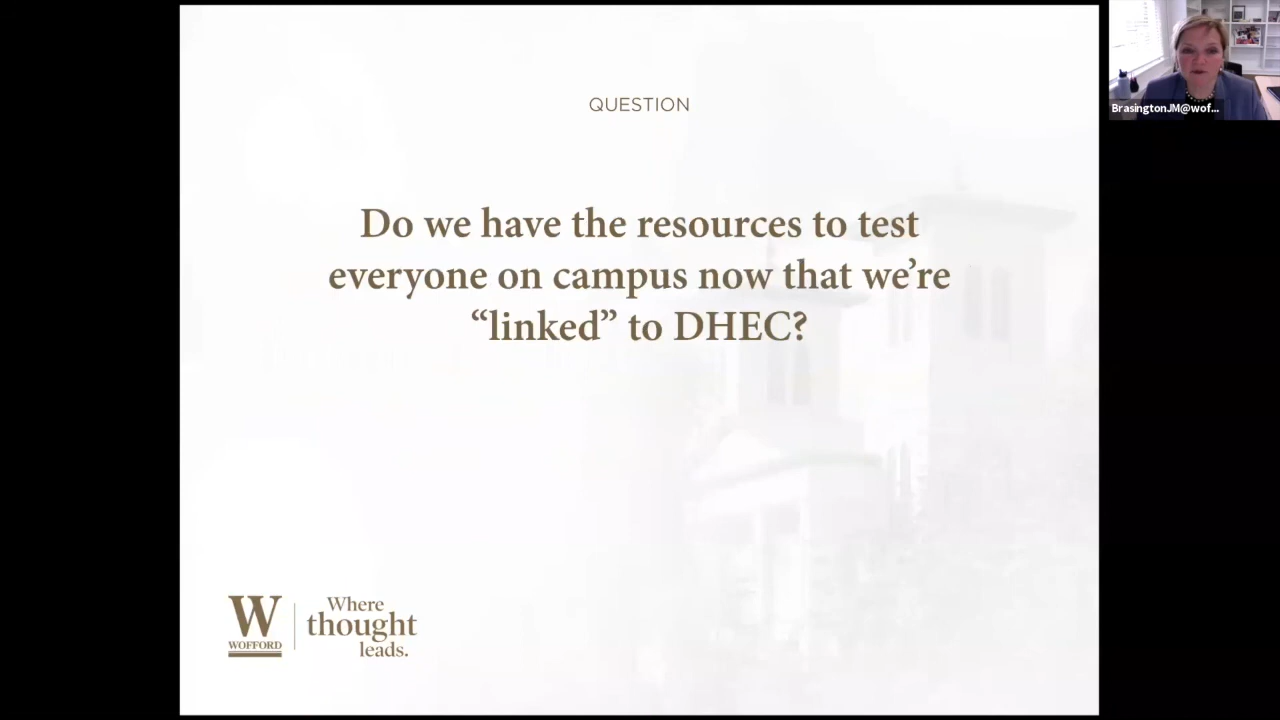 QUESTION
Do we have the resources to test
everyone on campus now that we’re
“linked” to DHEC?
W
WOFFORD
Where
thought
leads.
BrasingtonJM@wof...